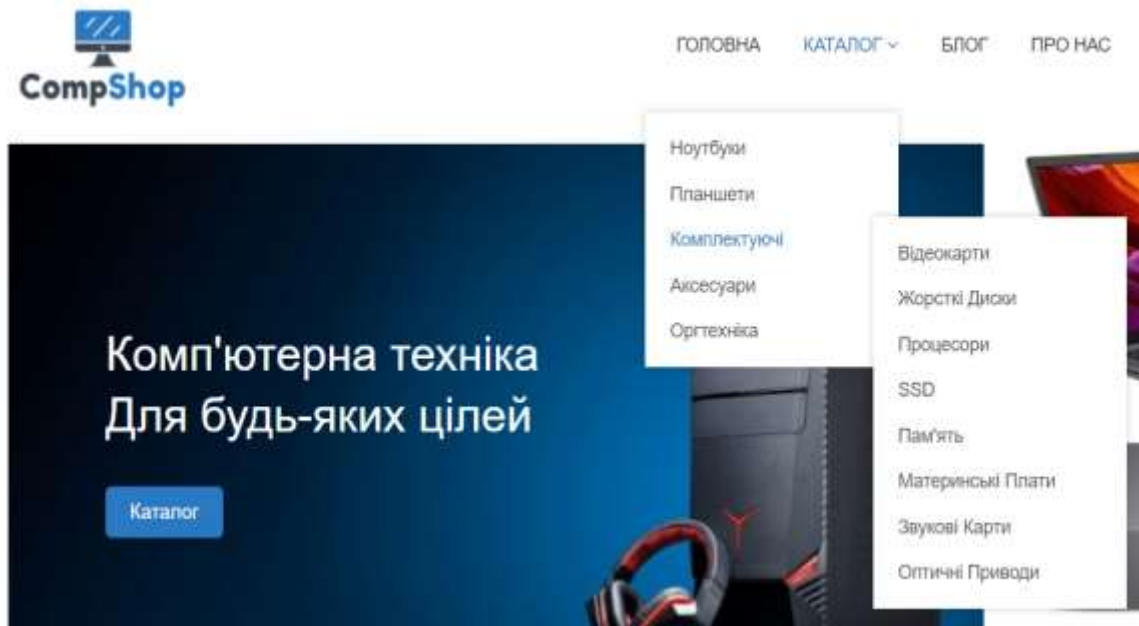 CompShop
ГОЛОВНА КАТАЛОГ БЛОГ ПРО НАС
Ноутбуки
Планшети
Комплектуючі
Аксесуари
Оргтехніка
Відеокарти
Жорсткі Диски
Процесори
SSD
Пам'ять
Материнські Плати
Звукові Карти
Оптичні Приводи
Комп'ютерна техніка
Для будь-яких цілей
Каталог